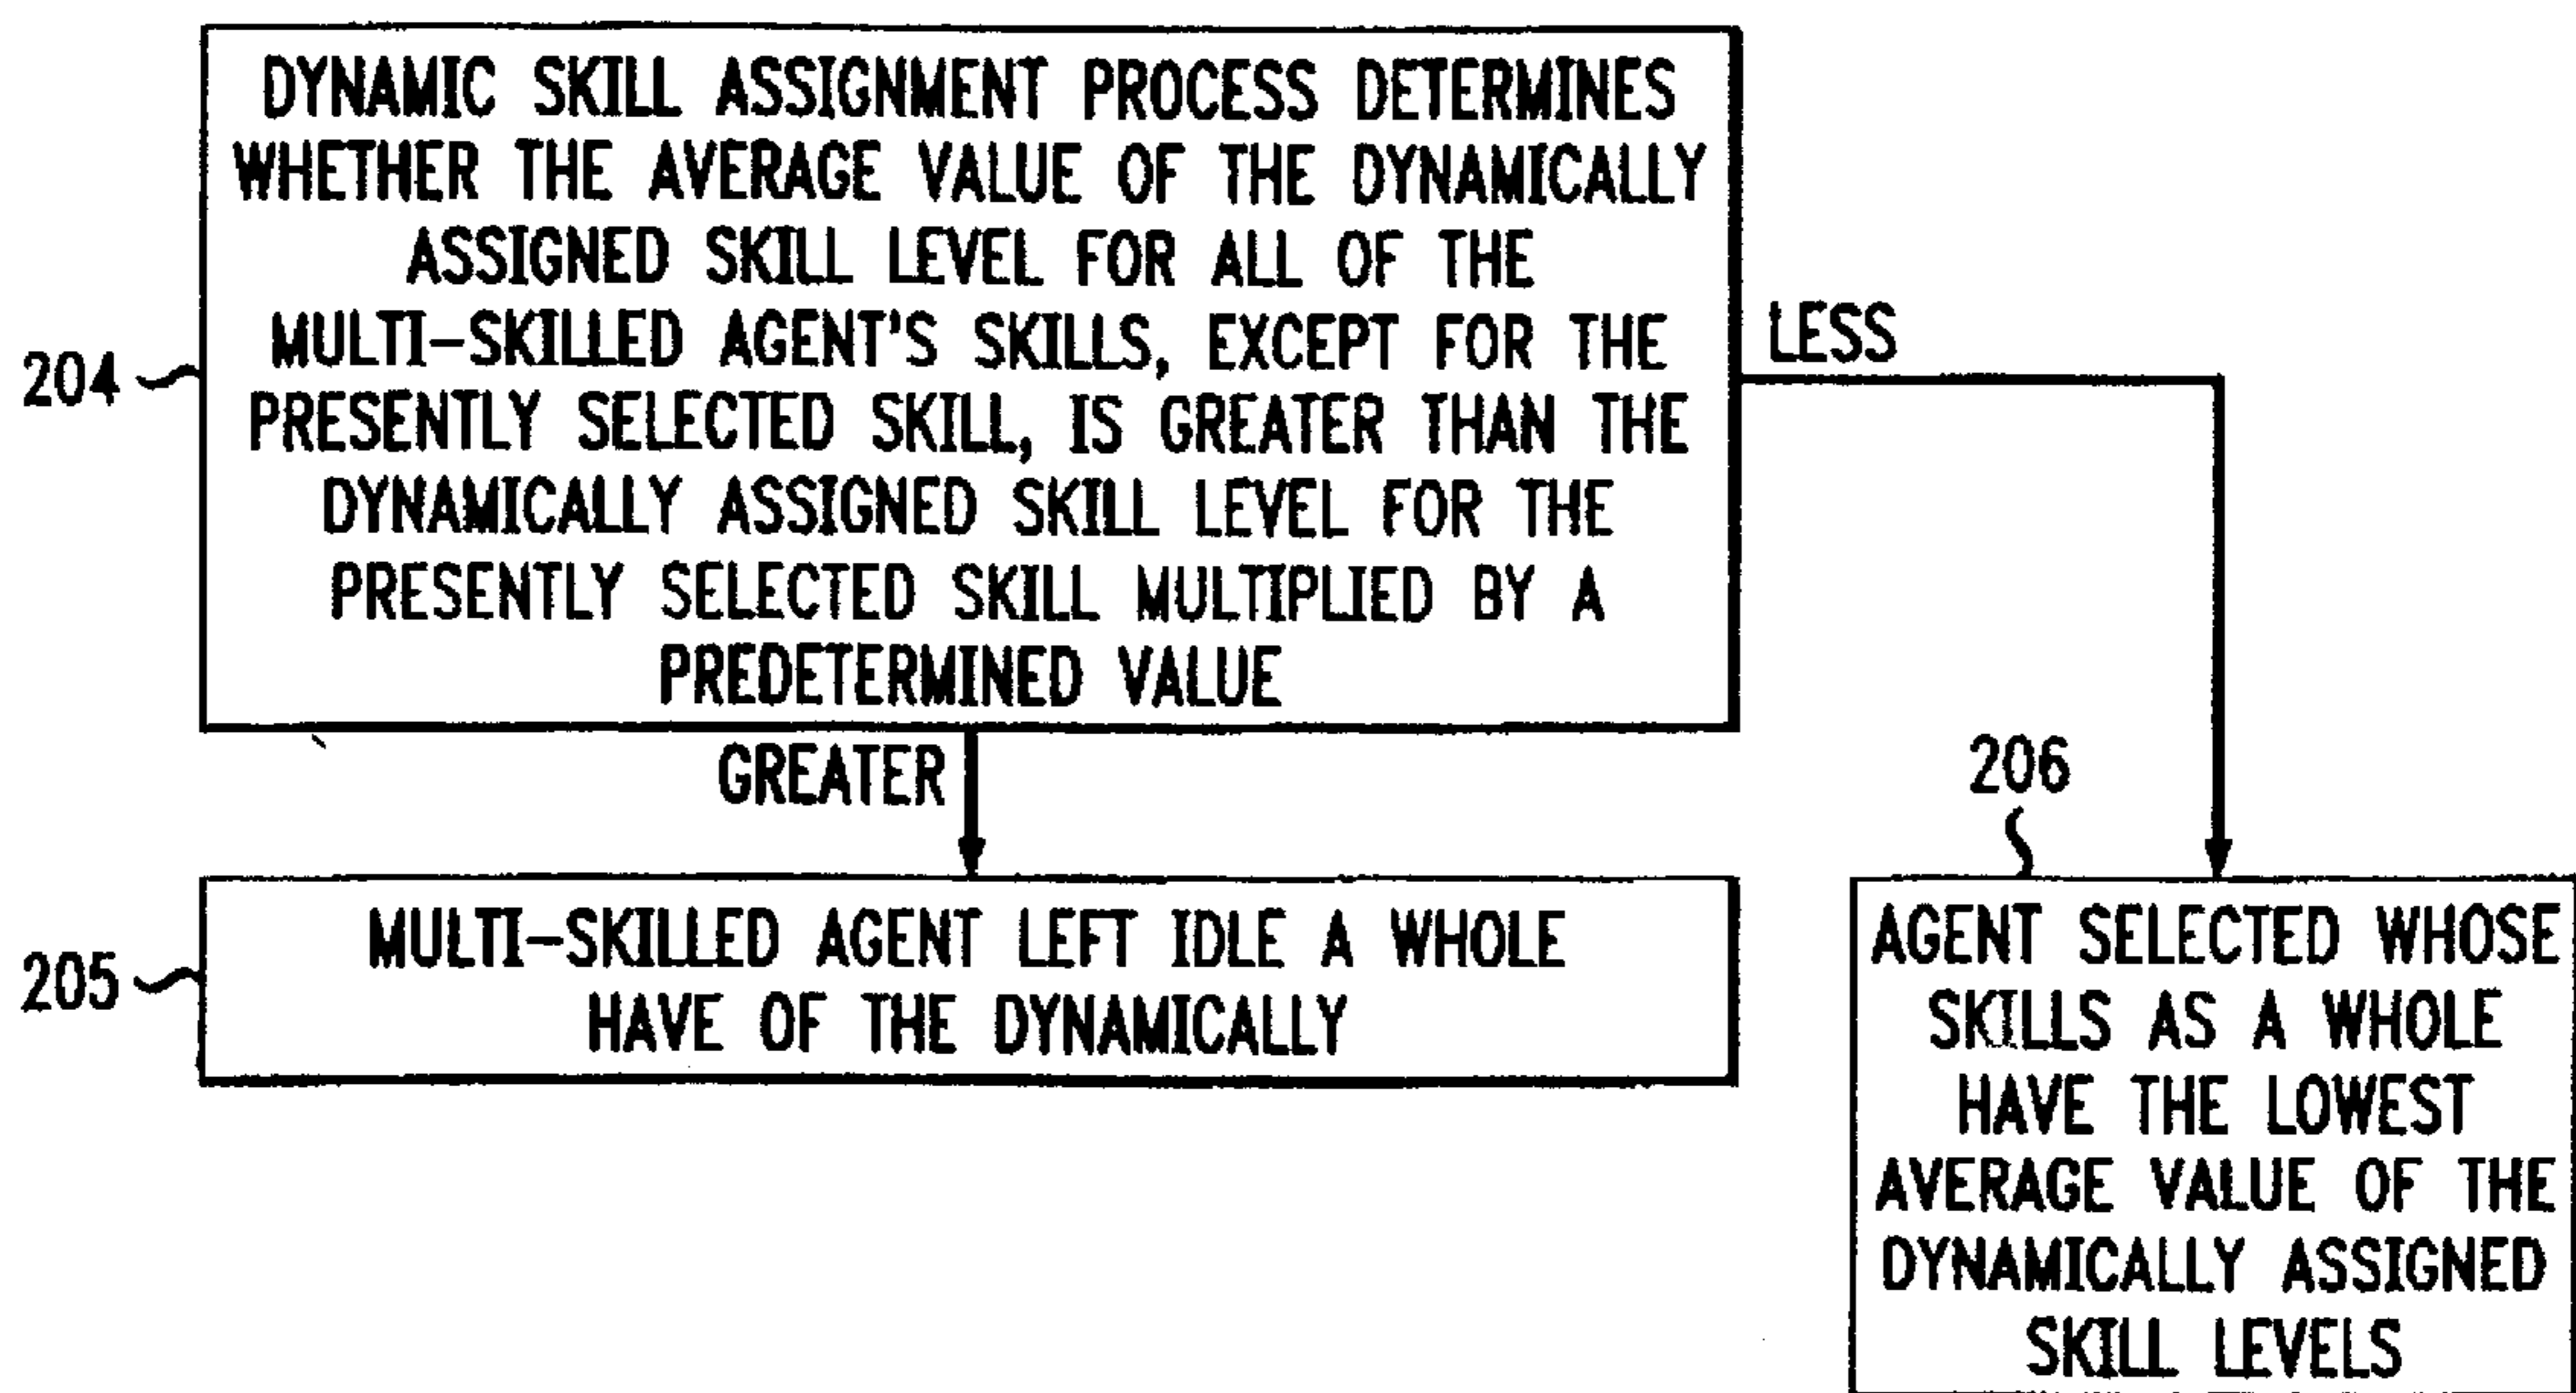 DYNAMIC SKILL ASSIGNMENT PROCESS DETERMINES
WHETHER THE AVERAGE VALUE OF THE DYNAMICALLY
ASSIGNED SKILL LEVEL FOR ALL OF THE
MULTI-SKILLED AGENT'S SKILLS, EXCEPT FOR THE
PRESENTLY SELECTED SKILL, IS GREATER THAN THE
DYNAMICALLY ASSIGNED SKILL LEVEL FOR THE
PRESENTLY SELECTED SKILL MULTIPLIED BY A
PREDETERMINED VALUE
204
LESS
GREATER
206
205
MULTI-SKILLED AGENT LEFT IDLE A WHOLE
HAVE OF THE DYNAMICALLY
AGENT SELECTED WHOSE
SKILLS AS A WHOLE
HAVE THE LOWEST
AVERAGE VALUE OF THE
DYNAMICALLY ASSIGNED
SKILL LEVELS